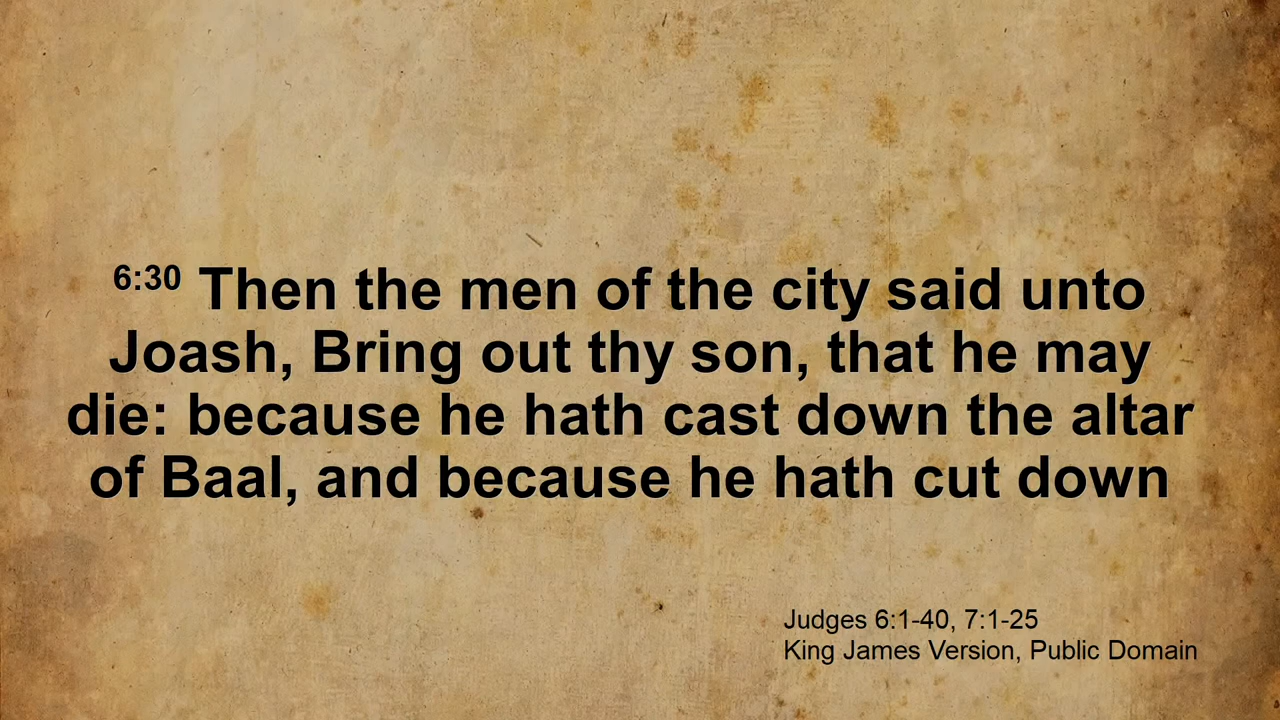 6:30 Then the men of the city said unto
Joash, Bring out thy son, that he may
die: because he hath cast down the altar
of Baal, and because he hath cut down
Judges 6:1-40, 7:1-25
King James Version, Public Domain